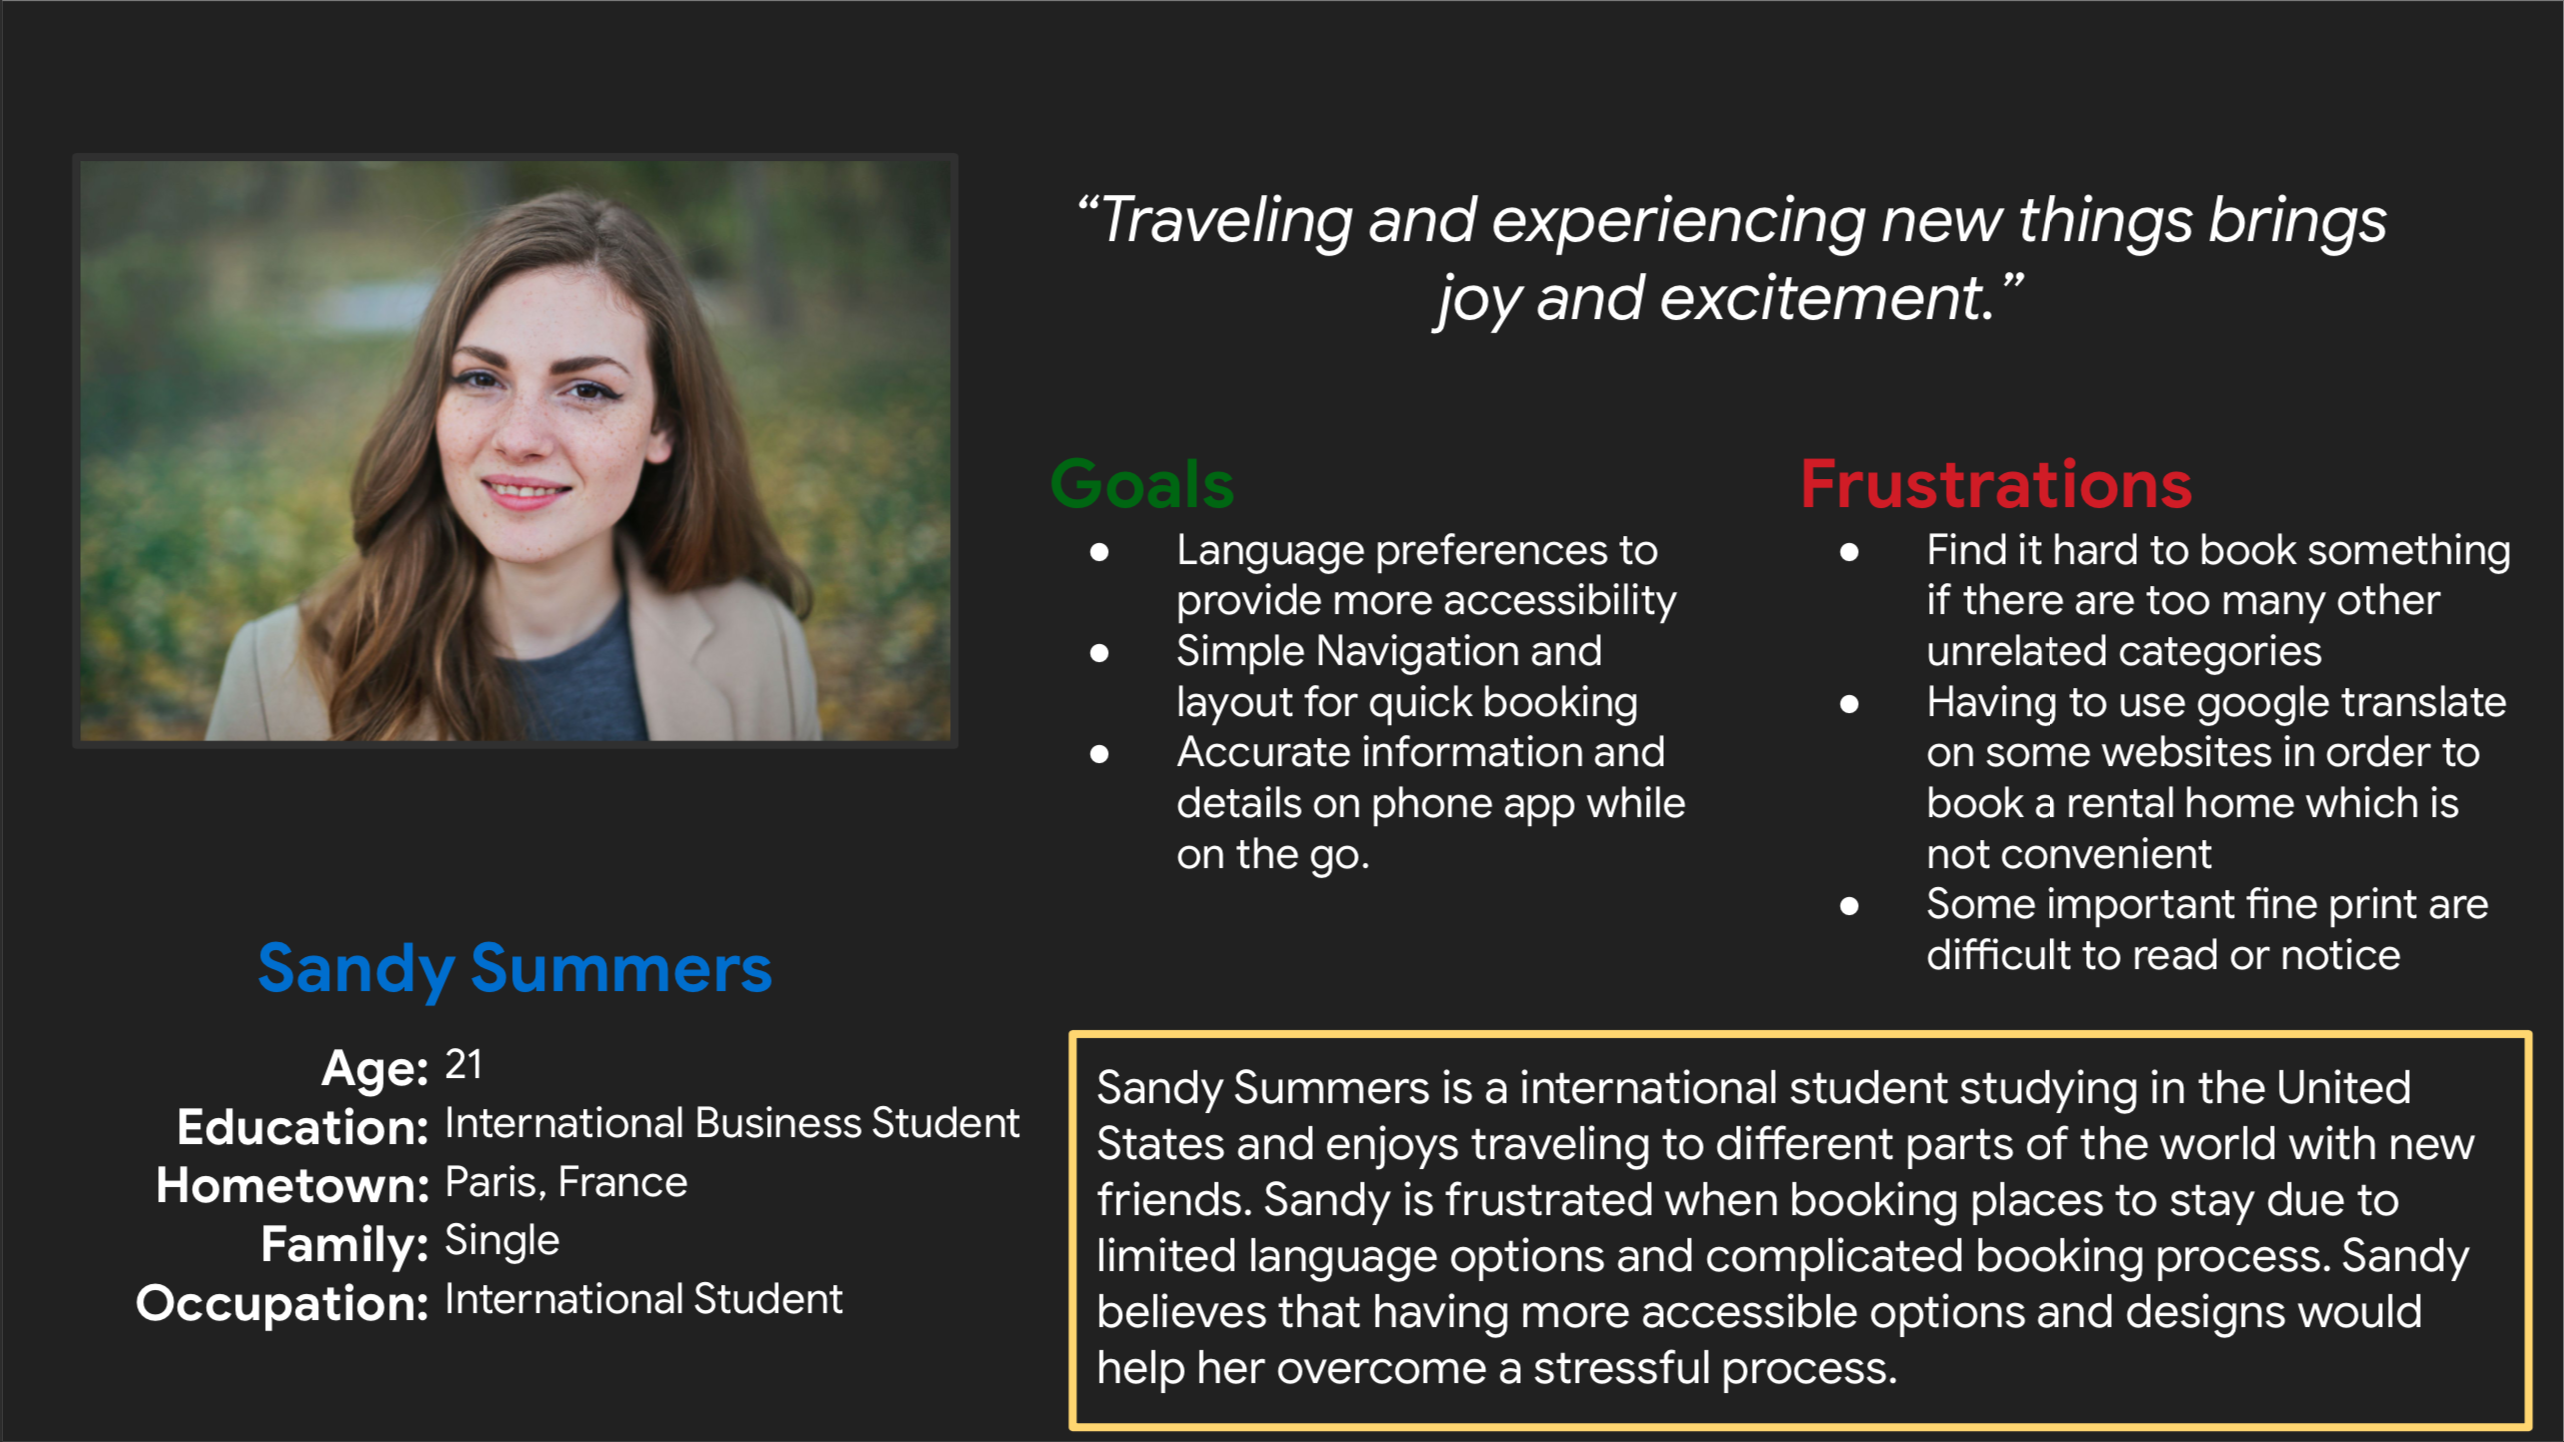 “Traveling and experiencing new things brings
joy and excitement.”
Goals
● Language preferences to
provide more accessibility
● Simple Navigation and
layout for quick booking
● Accurate information and
details on phone app while
on the go.
Frustrations
● Find it hard to book something
if there are too many other
unrelated categories
● Having to use google translate
on some websites in order to
book a rental home which is
not convenient
● Some important fine print are
difficult to read or notice
Sandy Summers
Age: 21
Education: International Business Student
Hometown: Paris, France
Family: Single
Occupation: International Student
Sandy Summers is a international student studying in the United
States and enjoys traveling to different parts of the world with new
friends. Sandy is frustrated when booking places to stay due to
limited language options and complicated booking process. Sandy
believes that having more accessible options and designs would
help her overcome a stressful process.